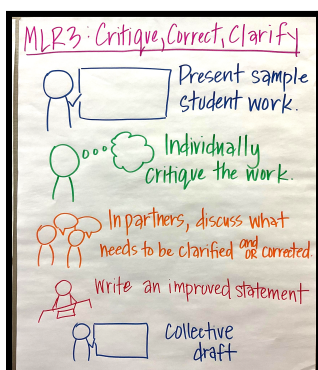 MLR3: Critique, Correct, Clarify
Present sample
student work.
Individually
critique the work.
In partners, discuss what
needs to be clarified and OR corrected.
Write an improved statement
Collective
draft